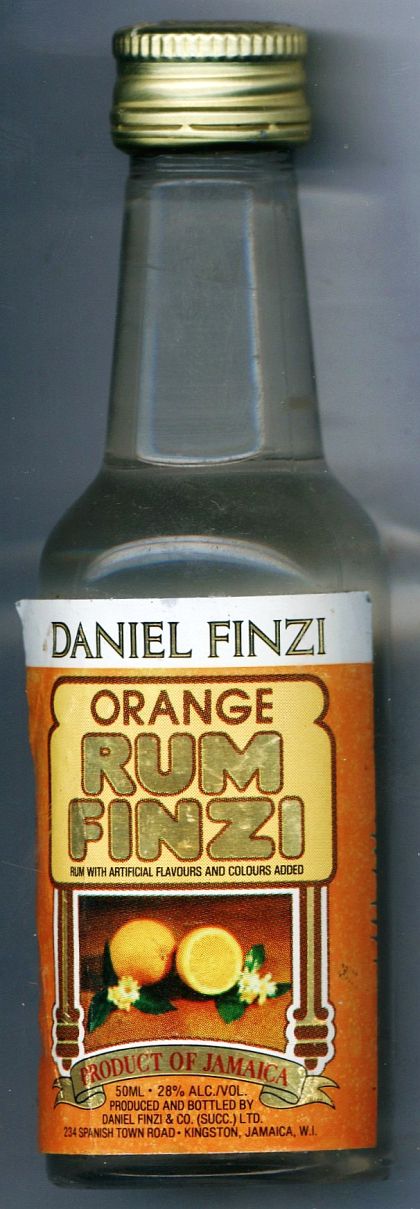 DANIEL FINZI
ORANGE
RUM
FINZI
RUM WITH ARTIFICIAL FLAVOURS AND COLOURS ADDED
PRODUCT OF JAMAICA
50ML • 28% ALC./VOL.
PRODUCED AND BOTTLED BY
DANIEL FINZI & CO. (SUCC.) LTD.
234 SPANISH TOWN ROAD • KINGSTON, JAMAICA, W.I.